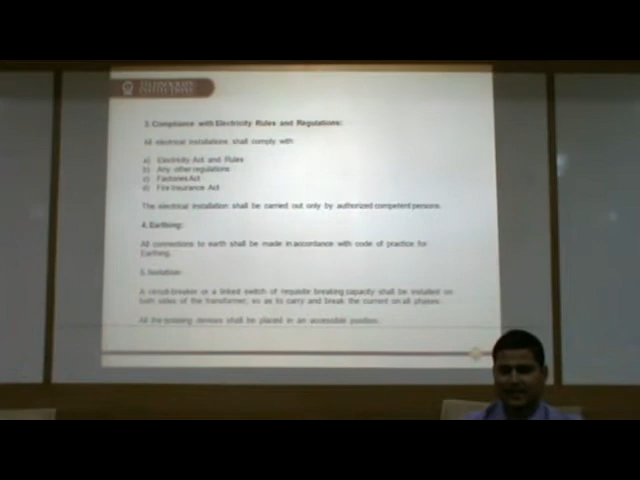 TECHNOCRATS
INSTITUTIONS
3. Compliance with Electricity Rules and Regulations:
All electrical installations shall comply with
a) Electricity Act and Rules
b) Any other regulations
c) Factories Act
d) Fire Insurance Act
The electrical installation shall be carried out only by authorized competent persons.
4. Earthing:
All connections to earth shall be made in accordance with code of practice for
Earthing.
5. Isolation:
A circuit-breaker or a linked switch of requisite breaking capacity shall be installed on
both sides of the transformer, so as to carry and break the current on all phases.
All the isolating devices shall be placed in an accessible position.